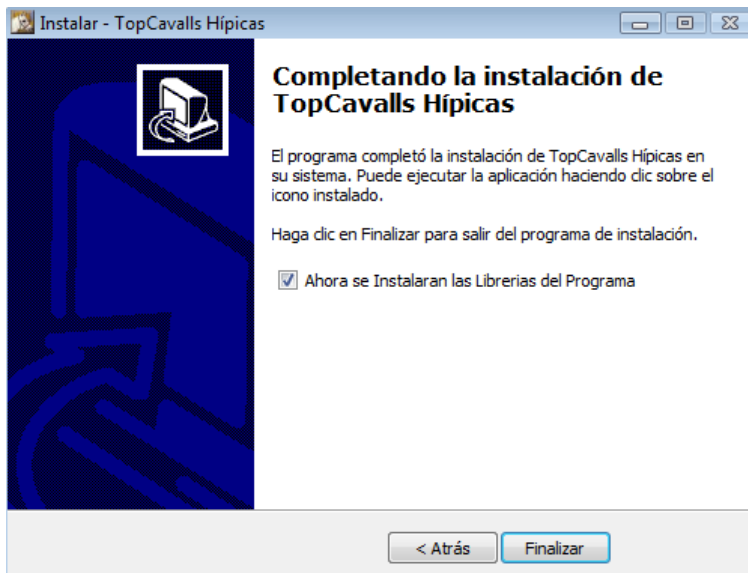 Instalar - TopCavalls Hípicas
Completando la instalación de
TopCavalls Hípicas
El programa completó la instalación de TopCavalls Hípicas en
su sistema. Puede ejecutar la aplicación haciendo clic sobre el
icono instalado.
Haga clic en Finalizar para salir del programa de instalación.
Ahora se Instalaran las Librerias del Programa
< Atrás
Finalizar